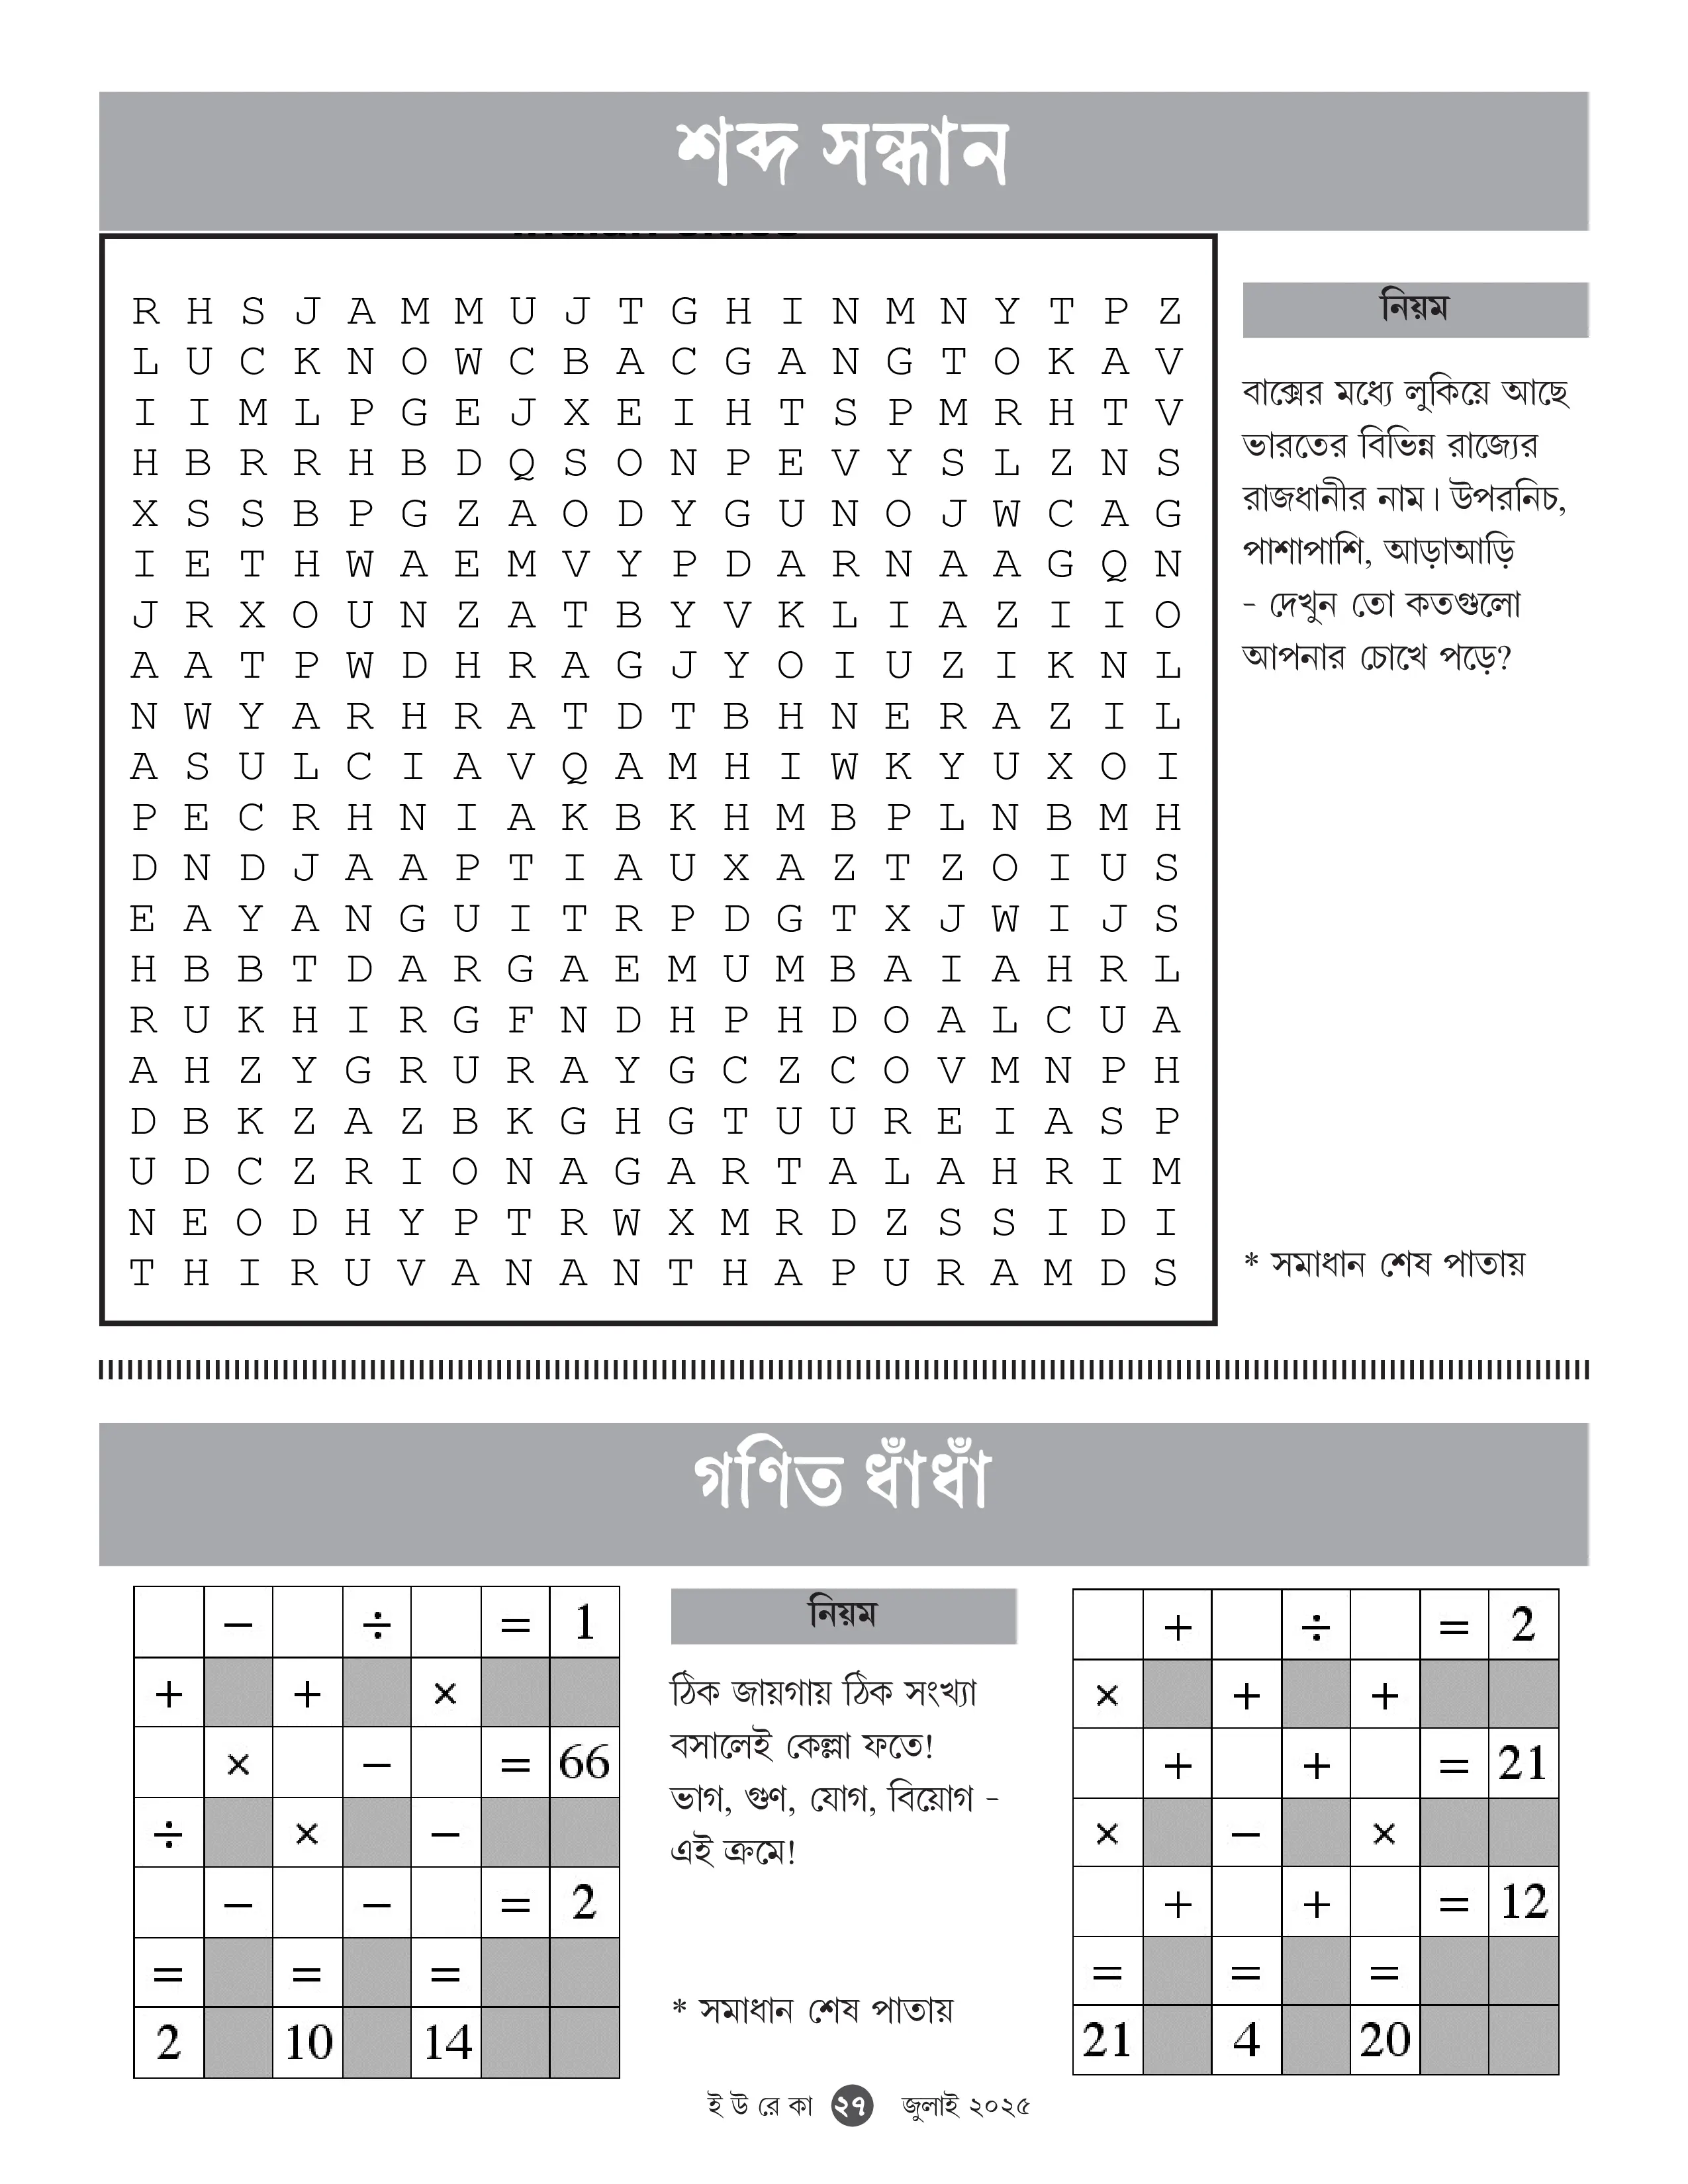 শব্দ সন্ধান
R H S J A M M U J T G H I N M N Y T P Z
L U C K N O W C B A C G A N G T O K A V
I I M L P G E J X E I H T S P M R H T V
H B R R H B D Q S O N P E V Y S L Z N S
X S S B P G Z A O D Y G U N O J W C A G
I E T H W A E M V Y P D A R N A A G Q N
J R X O U N Z A T B Y V K L I A Z I I O
A A T P W D H R A G J Y O I U Z I K N L
N W Y A R H R A T D T B H N E R A Z I L
A S U L C I A V Q A M H I W K Y U X O I
P E C R H N I A K B K H M B P L N B M H
D N D J A A P T I A U X A Z T Z O I U S
E A Y A N G U I T R P D G T X J W I J S
H B B T D A R G A E M U M B A I A H R L
R U K H I R G F N D H P H D O A L C U A
A H Z Y G R U R A Y G C Z C O V M N P H
D B K Z A Z B K G H G T U U R E I A S P
U D C Z R I O N A G A R T A L A H R I M
N E O D H Y P T R W X M R D Z S S I D I
T H I R U V A N A N T H A P U R A M D S
নিয়ম
বাক্সের মধ্যে লুকিয়ে আছে
ভারতের বিভিন্ন রাজ্যের
রাজধানীর নাম। উপরনিচ,
পাশাপাশি, আড়াআড়ি
- দেখুন তো কতগুলো
আপনার চোখে পড়ে?
* সমাধান শেষ পাতায়
গণিত ধাঁধাঁ
− ÷ = 1
+ + ×
× − = 66
÷ × −
− − = 2
= = =
2 10 14
নিয়ম
ঠিক জায়গায় ঠিক সংখ্যা
বসালেই কেল্লা ফতে!
ভাগ, গুণ, যোগ, বিয়োগ -
এই ক্রমে!
* সমাধান শেষ পাতায়
+ ÷ = 2
× + +
+ + = 21
× − ×
+ + = 12
= = =
21 4 20
ই উ রে কা ২৭ জুলাই ২০২৫